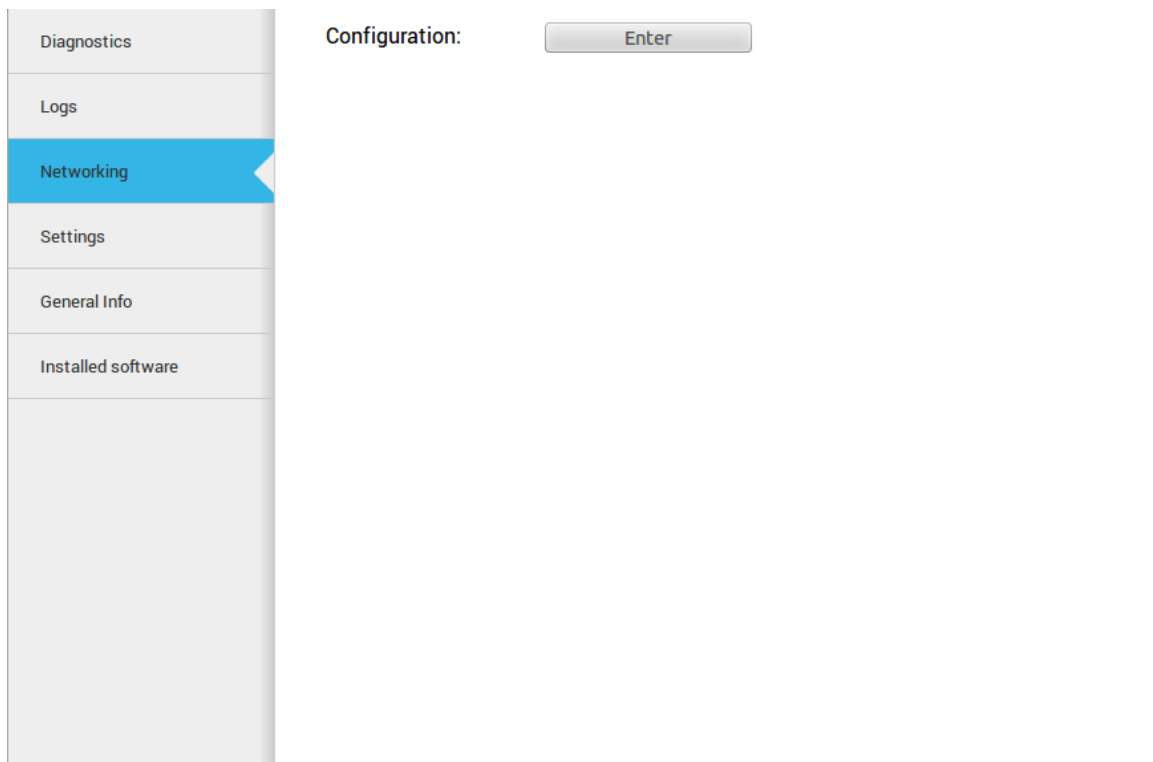 Diagnostics
Logs
Networking
Settings
General Info
Installed software
Configuration: Enter